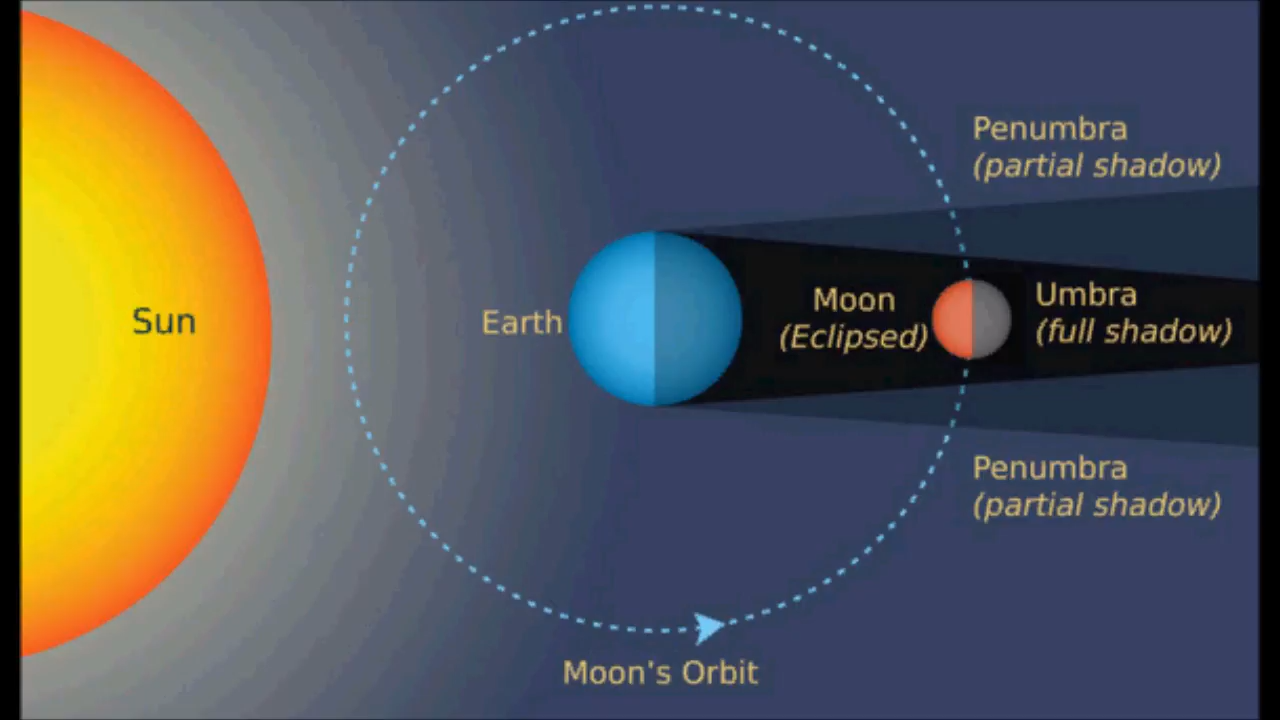 Penumbra
(partial shadow)
Sun
Earth
Moon
(Eclipsed)
Umbra
(full shadow)
Penumbra
(partial shadow)
Moon's Orbit